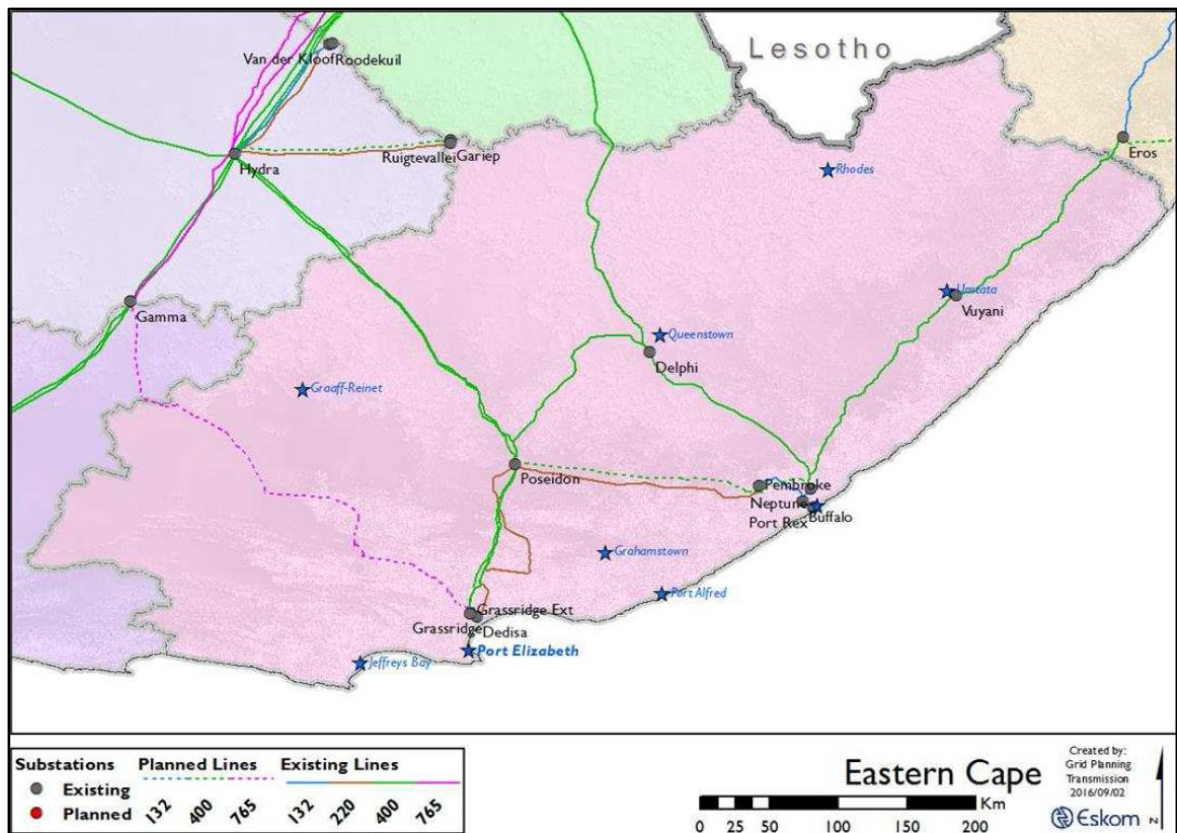 Lesotho
Van der Kloof
Roodekuil
Ruigtevallei
Gariep
Hydra
Eros
Rhodes
Gamma
Umtata
Vuyani
Queenstown
Delphi
Graaff-Reinet
Poseidon
Pembroke
Neptune
Buffalo
Port Rex
Grahamstown
Port Alfred
Grassridge Ext
Grassridge
Dedisa
Port Elizabeth
Jeffreys Bay
Substations Planned Lines Existing Lines
Existing
Planned
132 400 765 132 220 400 765
Eastern Cape
Km
0 25 50 100 150 200
Created by:
Grid Planning
Transmission
2016/09/02
Eskom
N